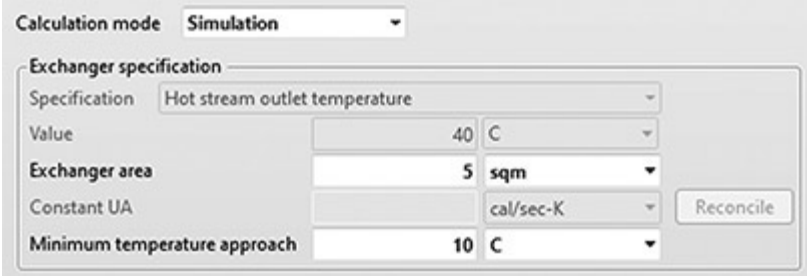 Calculation mode Simulation
Exchanger specification
Specification Hot stream outlet temperature
Value 40 C
Exchanger area 5 sqm
Constant UA cal/sec-K Reconcile
Minimum temperature approach 10 C